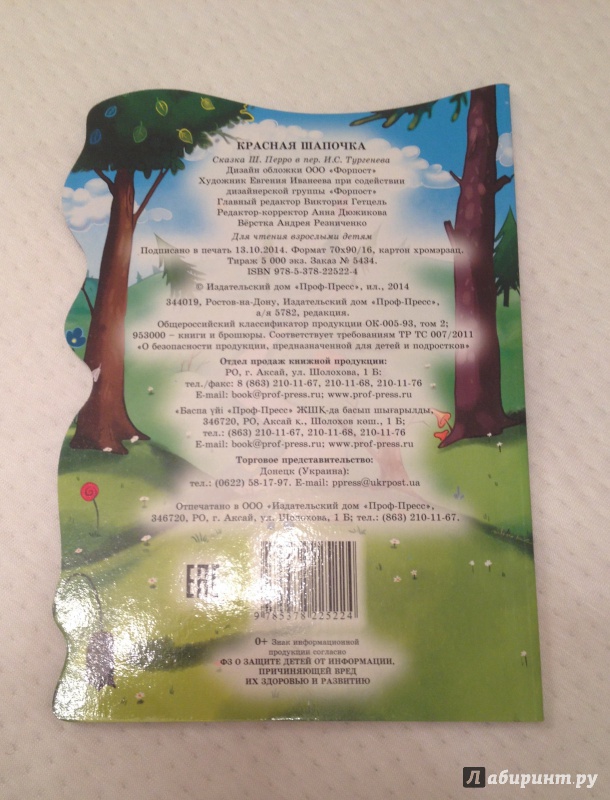 КРАСНАЯ ШАПОЧКА
Сказка Ш. Перро в пер. И.С. Тургенева
Дизайн обложки ООО «Форпост»
Художник Евгения Иванеева при содействии
дизайнерской группы «Форпост»
Главный редактор Виктория Гетцель
Редактор-корректор Анна Дюжикова
Вёрстка Андрея Резниченко
Для чтения взрослыми детям
Подписано в печать 13.10.2014. Формат 70х90/16, картон хромэрзац.
Тираж 5 000 экз. Заказ № 5434.
ISBN 978-5-378-22522-4
© Издательский дом «Проф-Пресс», ил., 2014
344019, Ростов-на-Дону, Издательский дом «Проф-Пресс»,
а/я 5782, редакция.
Общероссийский классификатор продукции ОК-005-93, том 2;
953000 – книги и брошюры. Соответствует требованиям ТР ТС 007/2011
«О безопасности продукции, предназначенной для детей и подростков»
Отдел продаж книжной продукции:
РО, г. Аксай, ул. Шолохова, 1 Б;
тел./факс: 8 (863) 210-11-67, 210-11-68, 210-11-76
E-mail: book@prof-press.ru; www.prof-press.ru
«Баспа үйі «Проф-Пресс» ЖШҚ-да басып шығарылды,
346720, РО, Аксай к., Шолохов кош., 1 Б;
тел.: (863) 210-11-67, 210-11-68, 210-11-76
E-mail: book@prof-press.ru; www.prof-press.ru
Торговое представительство:
Донецк (Украина):
тел.: (0622) 58-17-97. E-mail: ppress@ukrpost.ua
Отпечатано в ООО «Издательский дом «Проф-Пресс»,
346720, РО, г. Аксай, ул. Шолохова, 1 Б; тел.: (863) 210-11-67.
EAC
9 785378 225224
0+ Знак информационной
продукции согласно
ФЗ О ЗАЩИТЕ ДЕТЕЙ ОТ ИНФОРМАЦИИ,
ПРИЧИНЯЮЩЕЙ ВРЕД
ИХ ЗДОРОВЬЮ И РАЗВИТИЮ
Лабиринт.ру